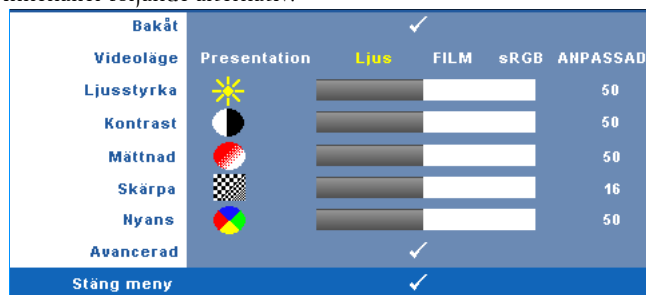 Bakåt
Videoläge Presentation Ljus FILM sRGB ANPASSAD
Ljusstyrka 50
Kontrast 50
Mättnad 50
Skärpa 16
Nyans 50
Avancerad
Stäng meny